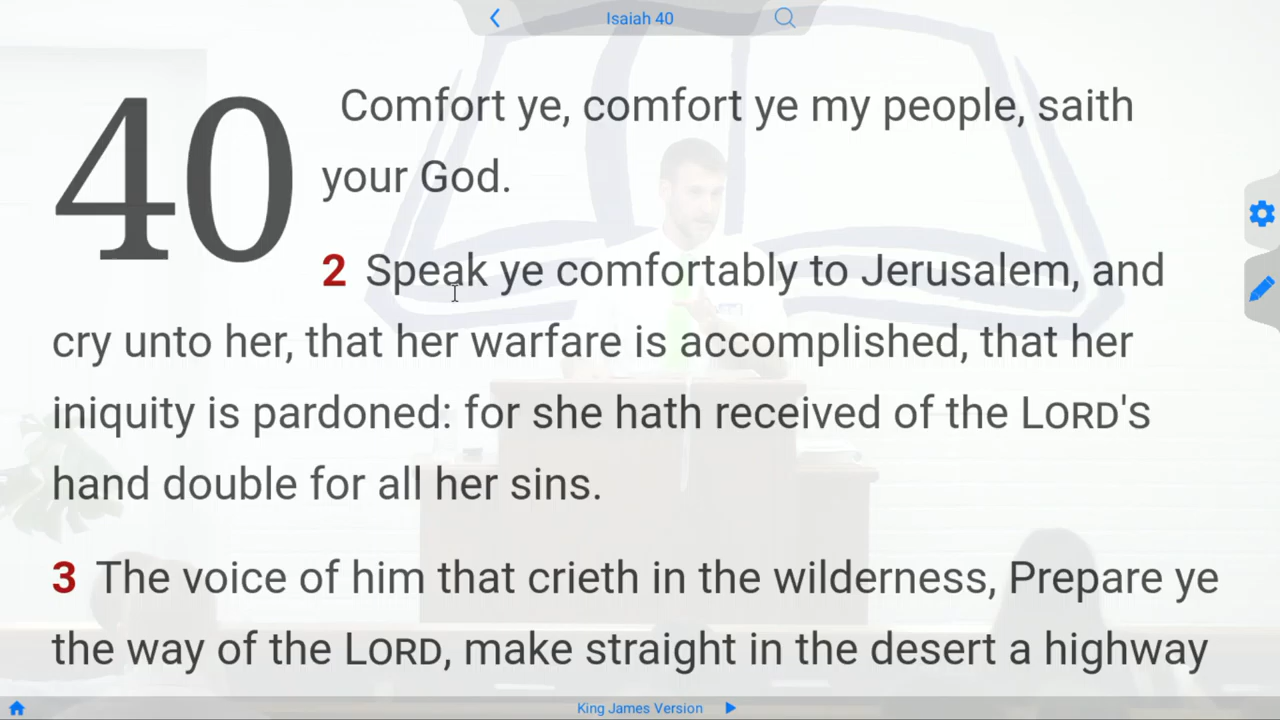 Isaiah 40
40 Comfort ye, comfort ye my people, saith
your God.
2 Speak ye comfortably to Jerusalem, and
cry unto her, that her warfare is accomplished, that her
iniquity is pardoned: for she hath received of the LORD's
hand double for all her sins.
3 The voice of him that crieth in the wilderness, Prepare ye
the way of the LORD, make straight in the desert a highway
King James Version